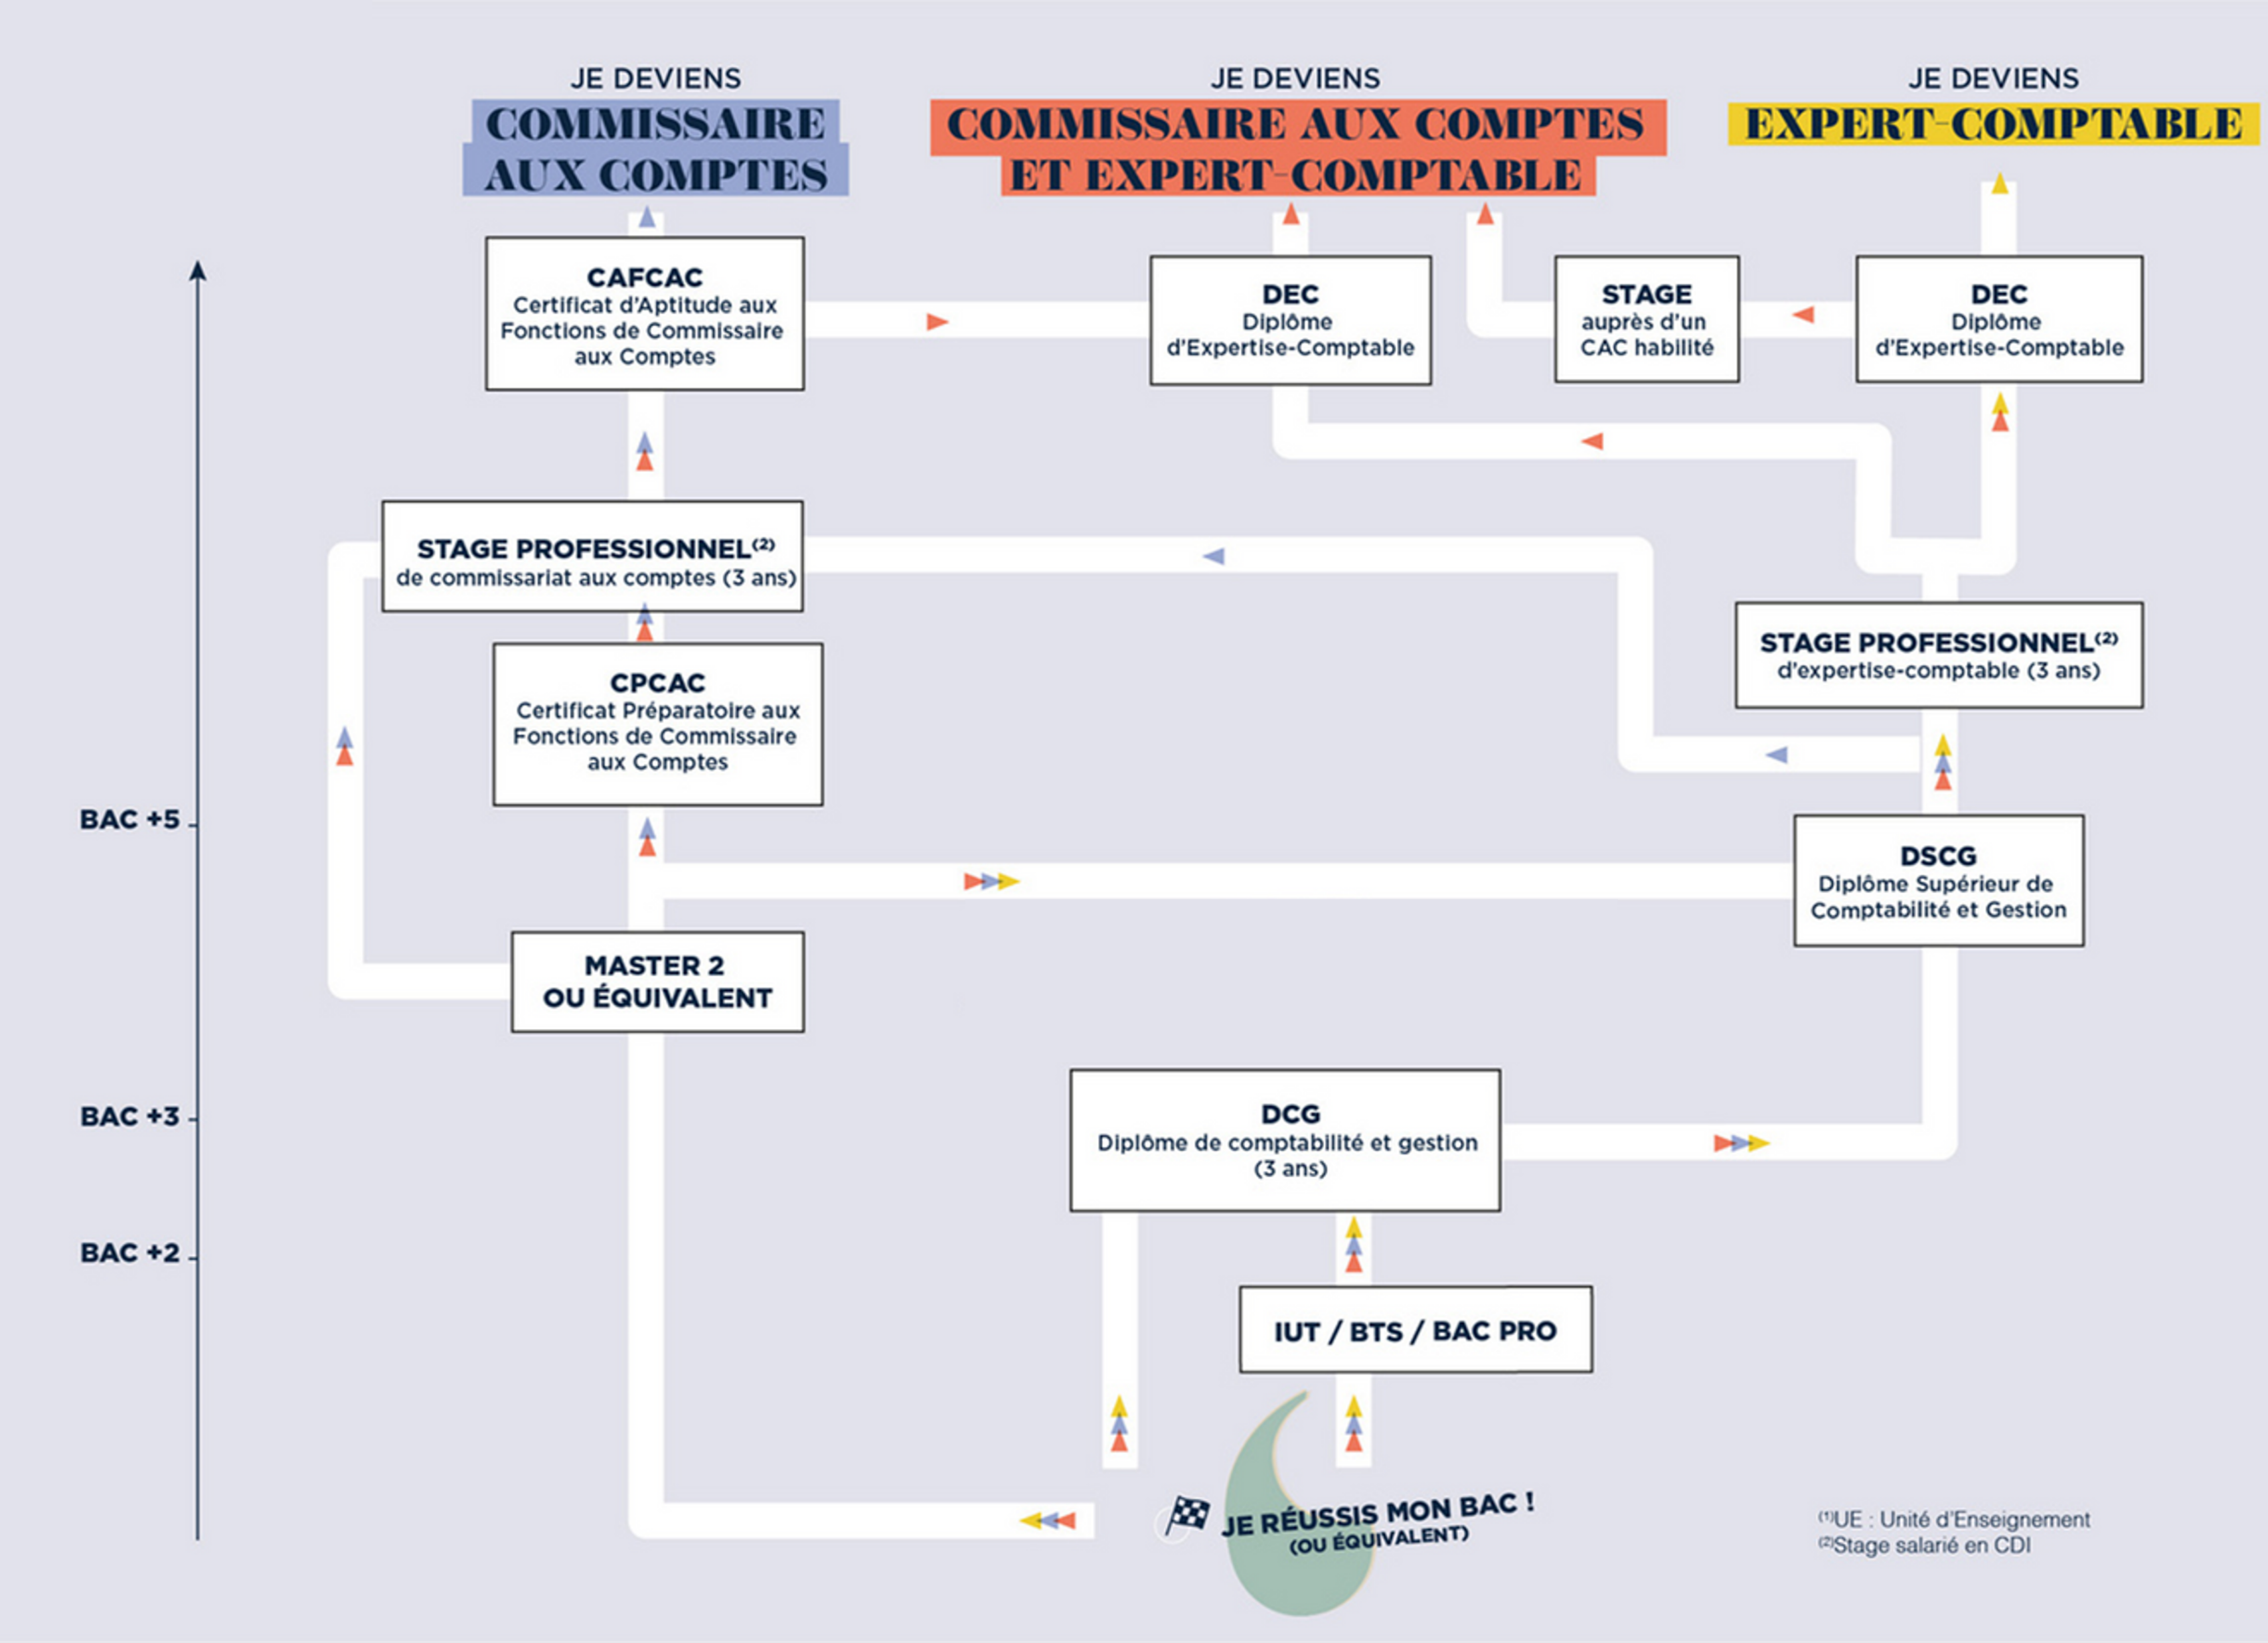 JE DEVIENS
COMMISSAIRE
AUX COMPTES
JE DEVIENS
COMMISSAIRE AUX COMPTES
ET EXPERT-COMPTABLE
JE DEVIENS
EXPERT-COMPTABLE
CAFCAC
Certificat d'Aptitude aux
Fonctions de Commissaire
aux Comptes
DEC
Diplôme
d'Expertise-Comptable
STAGE
auprès d'un
CAC habilité
DEC
Diplôme
d'Expertise-Comptable
STAGE PROFESSIONNEL(2)
de commissariat aux comptes (3 ans)
STAGE PROFESSIONNEL(2)
d'expertise-comptable (3 ans)
CPCAC
Certificat Préparatoire aux
Fonctions de Commissaire
aux Comptes
BAC +5
DSCG
Diplôme Supérieur de
Comptabilité et Gestion
MASTER 2
OU ÉQUIVALENT
BAC +3
DCG
Diplôme de comptabilité et gestion
(3 ans)
BAC +2
IUT / BTS / BAC PRO
JE RÉUSSIS MON BAC !
(OU ÉQUIVALENT)
(1)UE : Unité d'Enseignement
(2)Stage salarié en CDI